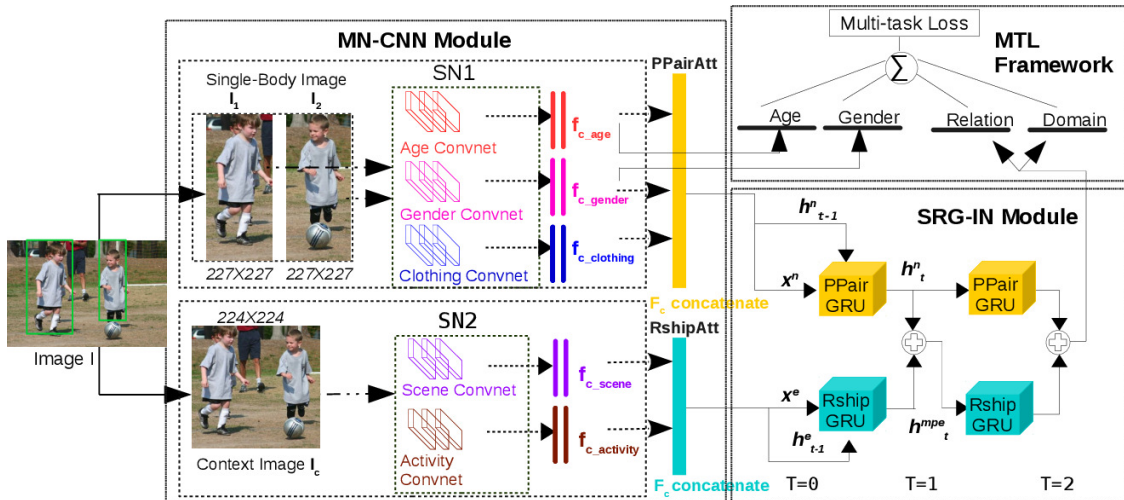 MN-CNN Module
SN1
Single-Body Image
I1 I2
227X227 227X227
Age Convnet
Gender Convnet
Clothing Convnet
fc_age
fc_gender
fc_clothing
PPairAtt
Fc concatenate
Image I
224X224
Context Image Ic
SN2
Scene Convnet
Activity
Convnet
fc_scene
fc_activity
RshipAtt
Fc concatenate
Multi-task Loss
MTL
Framework
∑
Age Gender Relation Domain
SRG-IN Module
hnt-1
xn
PPair
GRU
hnt
PPair
GRU
xe
het-1
Rship
GRU
hmpet
Rship
GRU
T=0 T=1 T=2